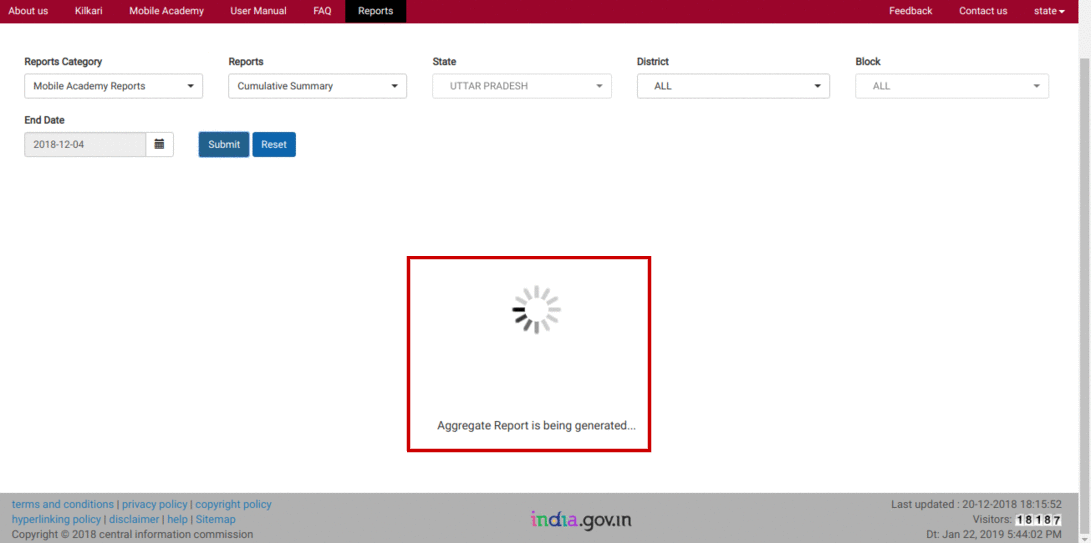 About us Kilkari Mobile Academy User Manual FAQ Reports Feedback Contact us state
Reports Category Reports State District Block
Mobile Academy Reports Cumulative Summary UTTAR PRADESH ALL ALL
End Date
2018-12-04 Submit Reset
Aggregate Report is being generated...
terms and conditions | privacy policy | copyright policy Last updated : 20-12-2018 18:15:52
hyperlinking policy | disclaimer | help | Sitemap india.gov.in Visitors: 18187
Copyright © 2018 central information commission Dt: Jan 22, 2019 5:44:02 PM